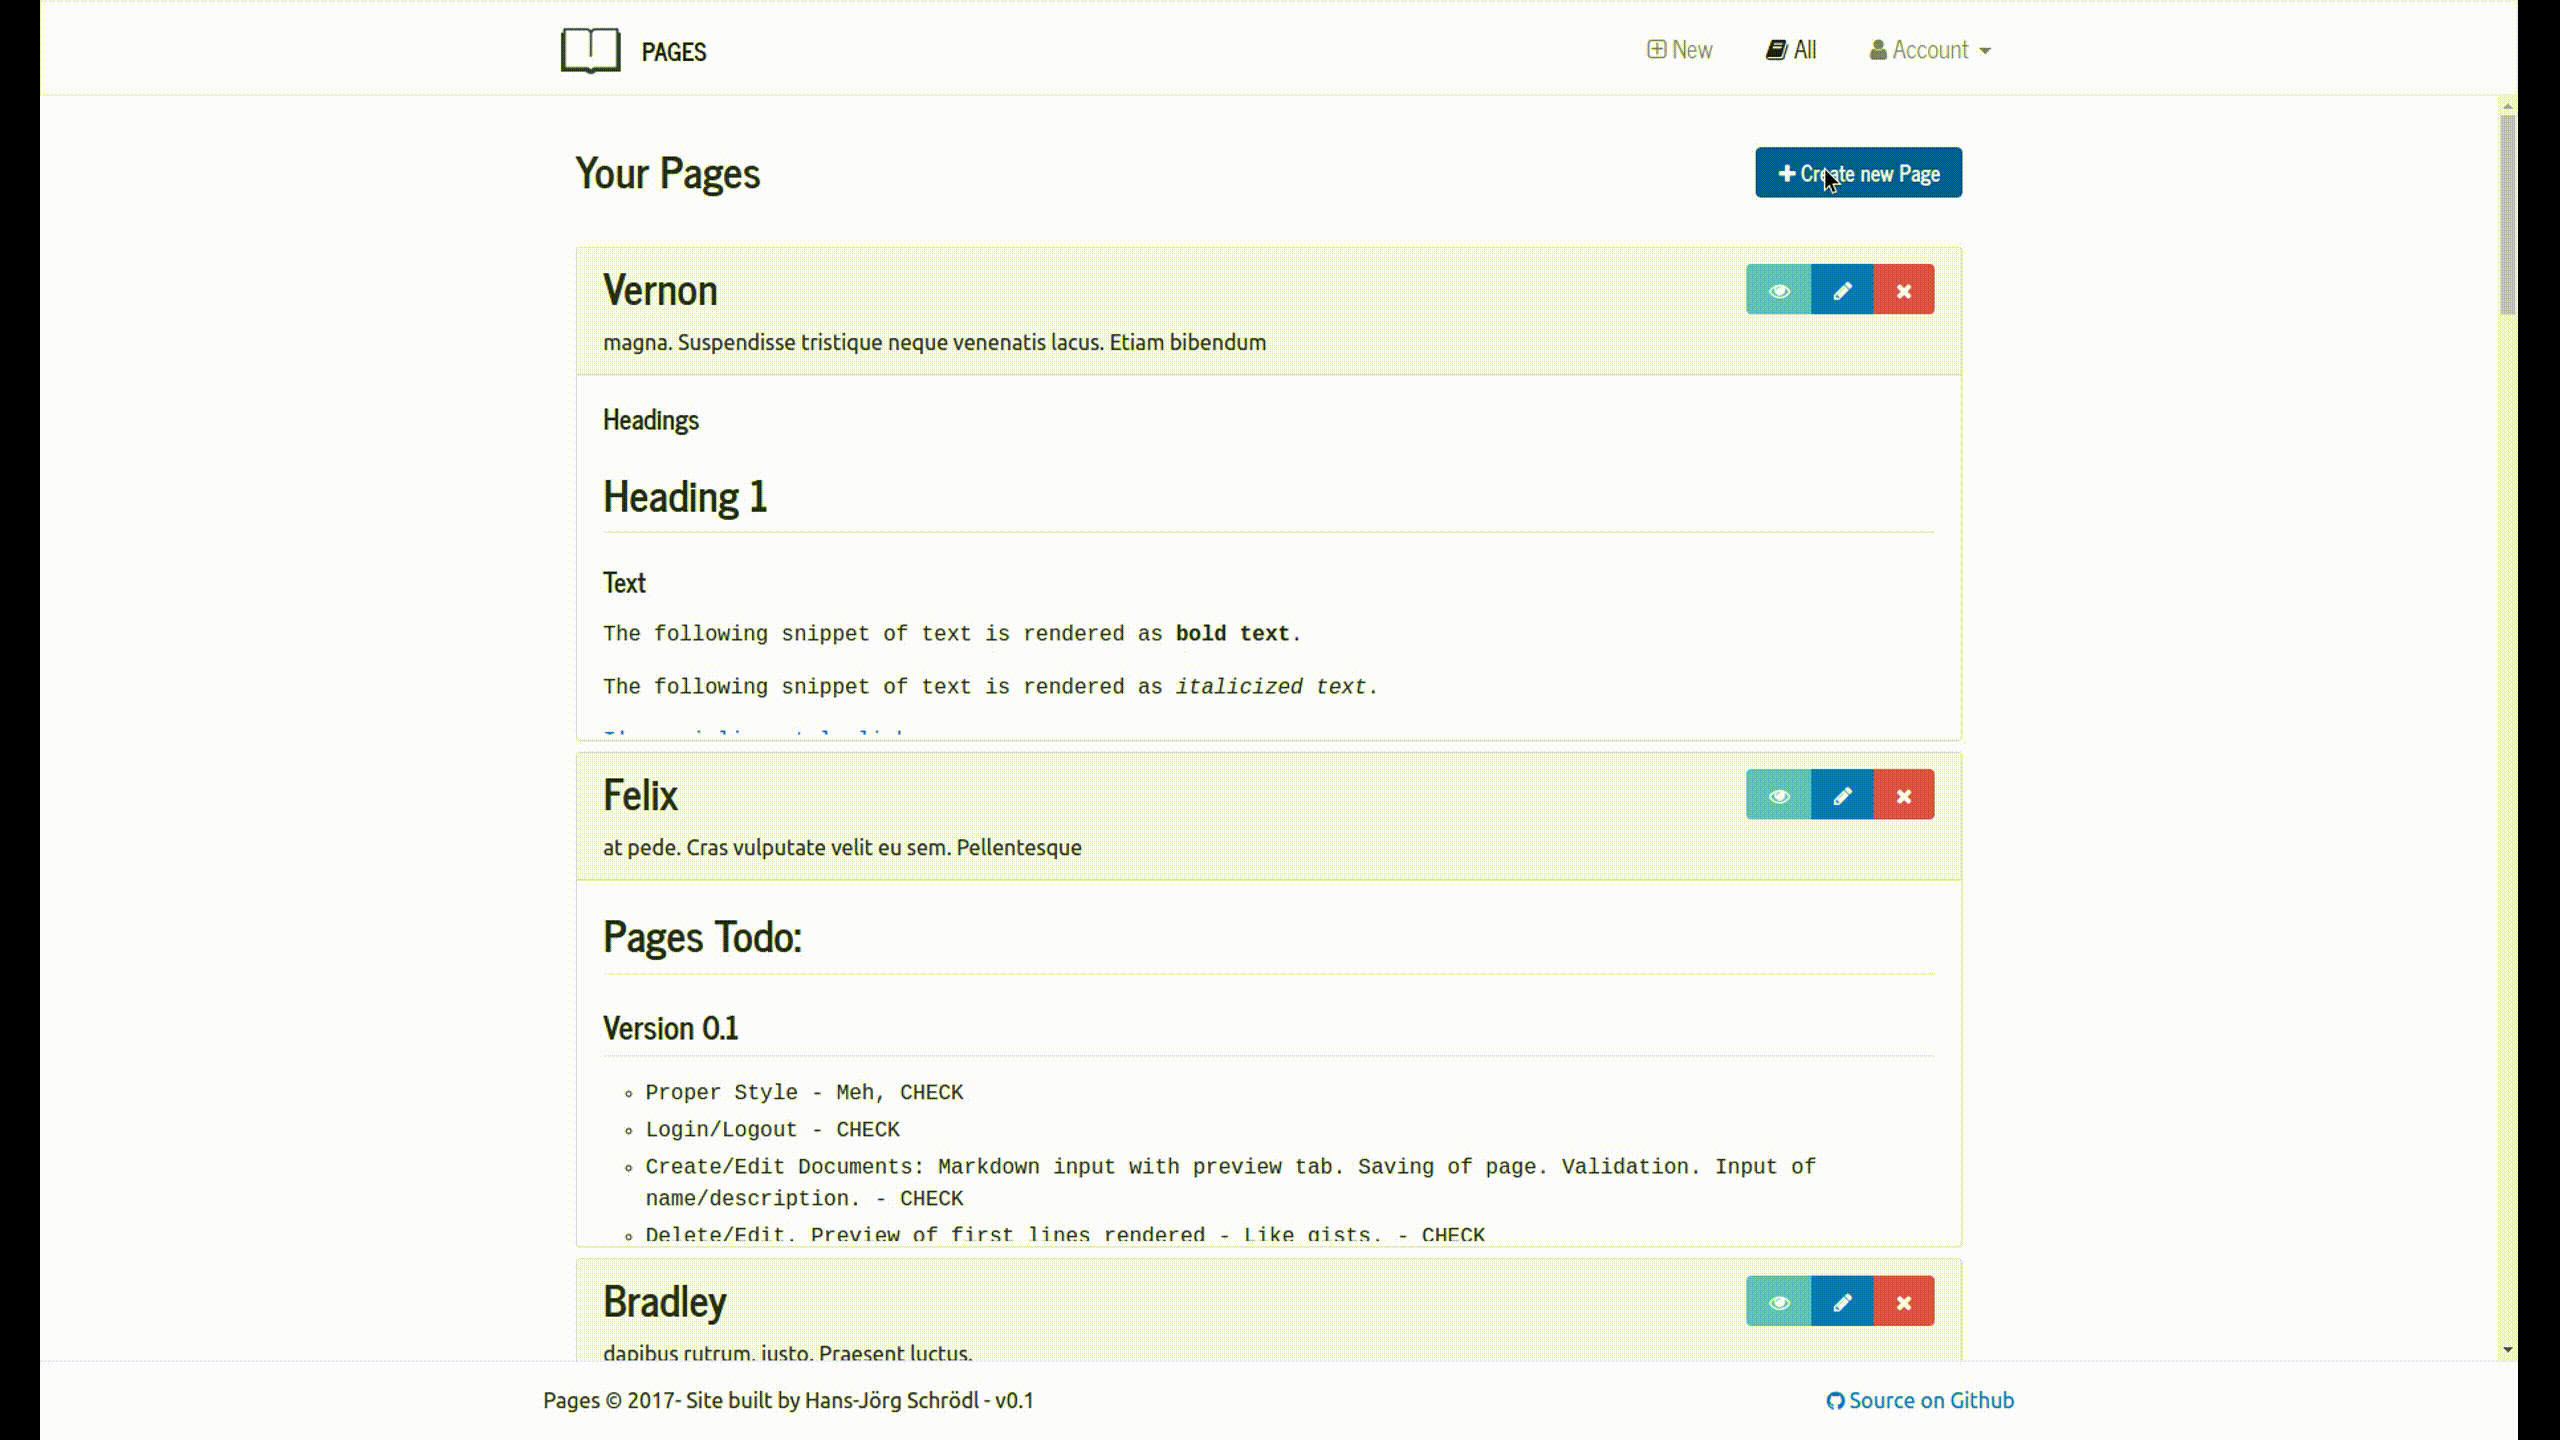 PAGES
New
All
Account
Your Pages
Create new Page
Vernon
magna. Suspendisse tristique neque venenatis lacus. Etiam bibendum
Headings
Heading 1
Text
The following snippet of text is rendered as bold text.
The following snippet of text is rendered as italicized text.
Felix
at pede. Cras vulputate velit eu sem. Pellentesque
Pages Todo:
Version 0.1
Proper Style - Meh, CHECK
Login/Logout - CHECK
Create/Edit Documents: Markdown input with preview tab. Saving of page. Validation. Input of
name/description. - CHECK
Delete/Edit. Preview of first lines rendered - Like gists. - CHECK
Bradley
dapibus rutrum, justo. Praesent luctus.
Pages © 2017- Site built by Hans-Jörg Schrödl - v0.1
Source on Github